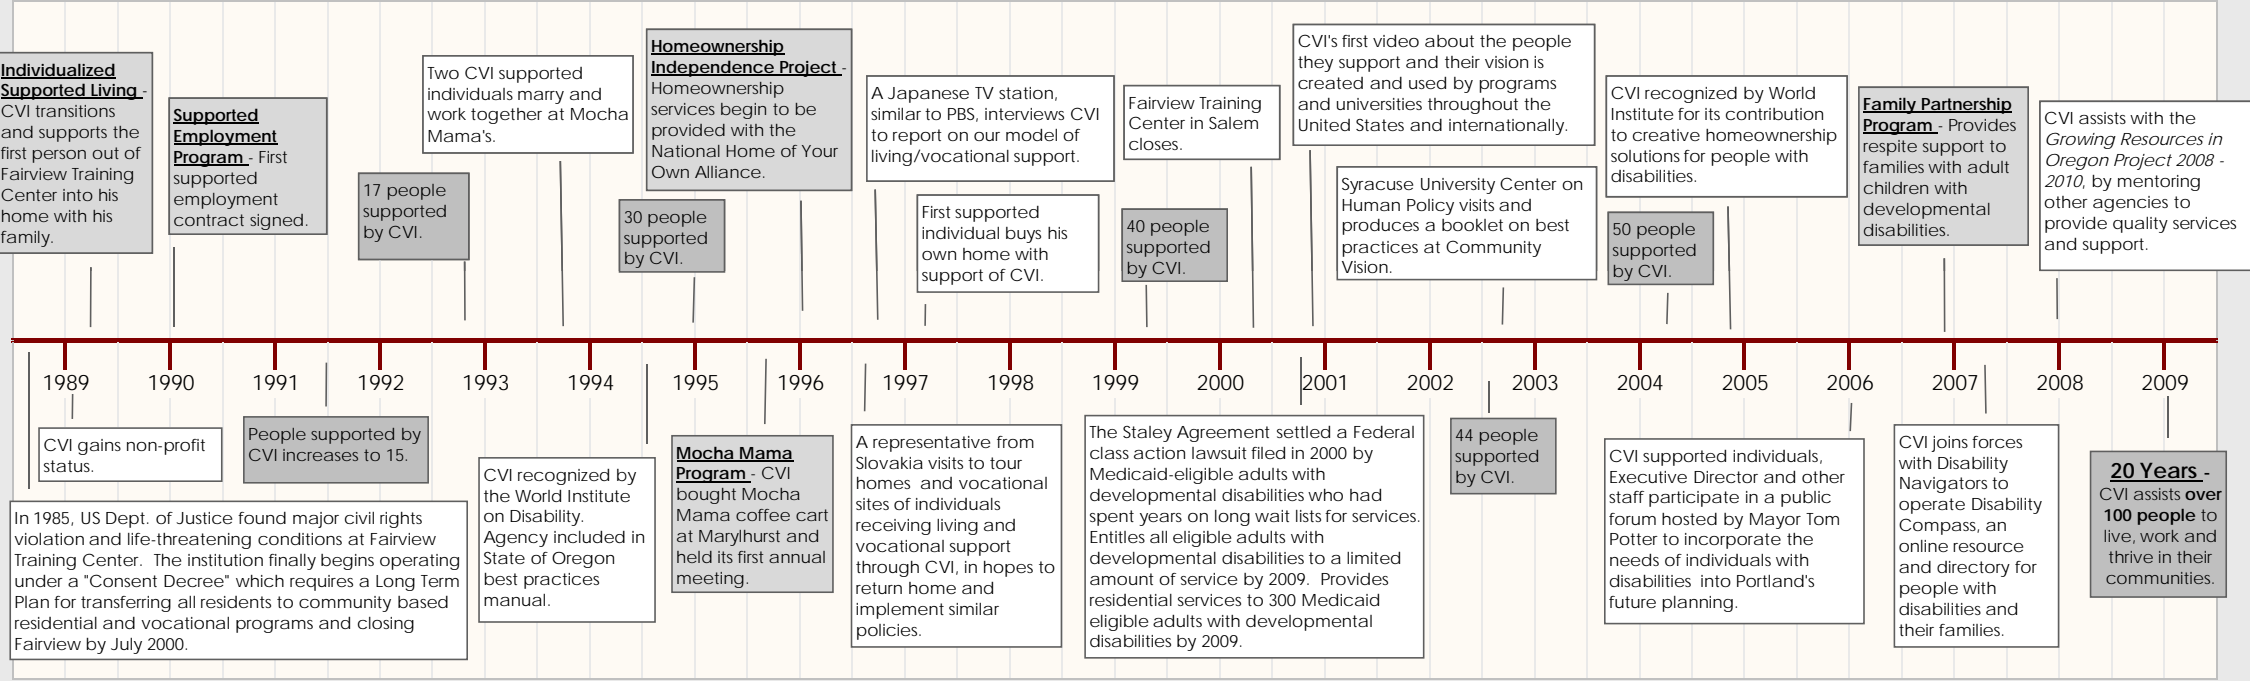 Individualized
Supported Living -
CVI transitions
and supports the
first person out of
Fairview Training
Center into his
home with his
family.
Supported
Employment
Program - First
supported
employment
contract signed.
17 people
supported
by CVI.
Two CVI supported
individuals marry and
work together at Mocha
Mama's.
30 people
supported
by CVI.
Homeownership
Independence Project -
Homeownership
services begin to be
provided with the
National Home of Your
Own Alliance.
A Japanese TV station,
similar to PBS, interviews CVI
to report on our model of
living/vocational support.
First supported
individual buys his
own home with
support of CVI.
Fairview Training
Center in Salem
closes.
40 people
supported
by CVI.
CVI's first video about the people
they support and their vision is
created and used by programs
and universities throughout the
United States and internationally.
Syracuse University Center on
Human Policy visits and
produces a booklet on best
practices at Community
Vision.
CVI recognized by World
Institute for its contribution
to creative homeownership
solutions for people with
disabilities.
50 people
supported
by CVI.
Family Partnership
Program - Provides
respite support to
families with adult
children with
developmental
disabilities.
CVI assists with the
Growing Resources in
Oregon Project 2008 -
2010, by mentoring
other agencies to
provide quality services
and support.
1989 1990 1991 1992 1993 1994 1995 1996 1997 1998 1999 2000 2001 2002 2003 2004 2005 2006 2007 2008 2009
CVI gains non-profit
status.
In 1985, US Dept. of Justice found major civil rights
violation and life-threatening conditions at Fairview
Training Center.  The institution finally begins operating
under a "Consent Decree" which requires a Long Term
Plan for transferring all residents to community based
residential and vocational programs and closing
Fairview by July 2000.
People supported by
CVI increases to 15.
CVI recognized by
the World Institute
on Disability.
Agency included in
State of Oregon
best practices
manual.
Mocha Mama
Program - CVI
bought Mocha
Mama coffee cart
at Marylhurst and
held its first annual
meeting.
A representative from
Slovakia visits to tour
homes  and vocational
sites of individuals
receiving living and
vocational support
through CVI, in hopes to
return home and
implement similar
policies.
The Staley Agreement settled a Federal
class action lawsuit filed in 2000 by
Medicaid-eligible adults with
developmental disabilities who had
spent years on long wait lists for services.
Entitles all eligible adults with
developmental disabilities to a limited
amount of service by 2009.  Provides
residential services to 300 Medicaid
eligible adults with developmental
disabilities by 2009.
44 people
supported
by CVI.
CVI supported individuals,
Executive Director and other
staff participate in a public
forum hosted by Mayor Tom
Potter to incorporate the
needs of individuals with
disabilities  into Portland's
future planning.
CVI joins forces
with Disability
Navigators to
operate Disability
Compass, an
online resource
and directory for
people with
disabilities and
their families.
20 Years -
CVI assists over
100 people to
live, work and
thrive in their
communities.